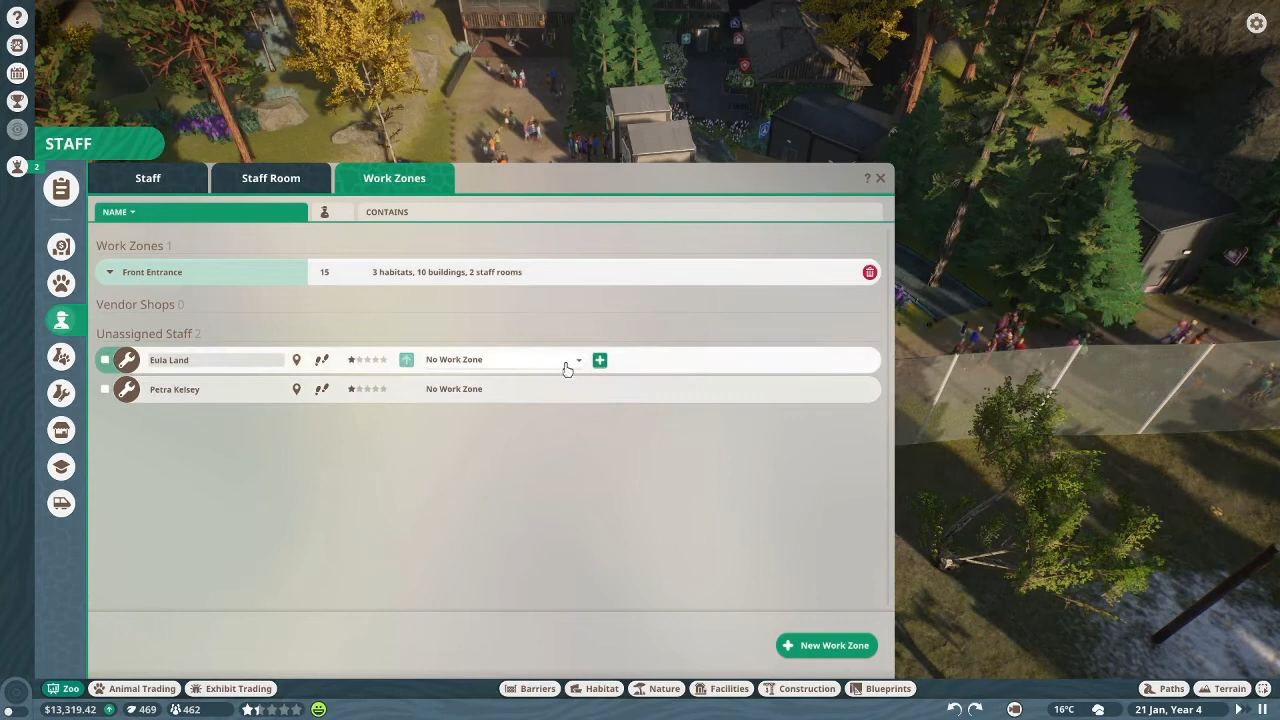 STAFF
2
Staff
Staff Room
Work Zones
?
NAME
CONTAINS
Work Zones 1
Front Entrance 15 3 habitats, 10 buildings, 2 staff rooms
Vendor Shops 0
Unassigned Staff 2
Eula Land No Work Zone
Petra Kelsey No Work Zone
New Work Zone
Zoo Animal Trading Exhibit Trading Barriers Habitat Nature Facilities Construction Blueprints Paths Terrain
$13,319.42 469 462 16°C 21 Jan, Year 4